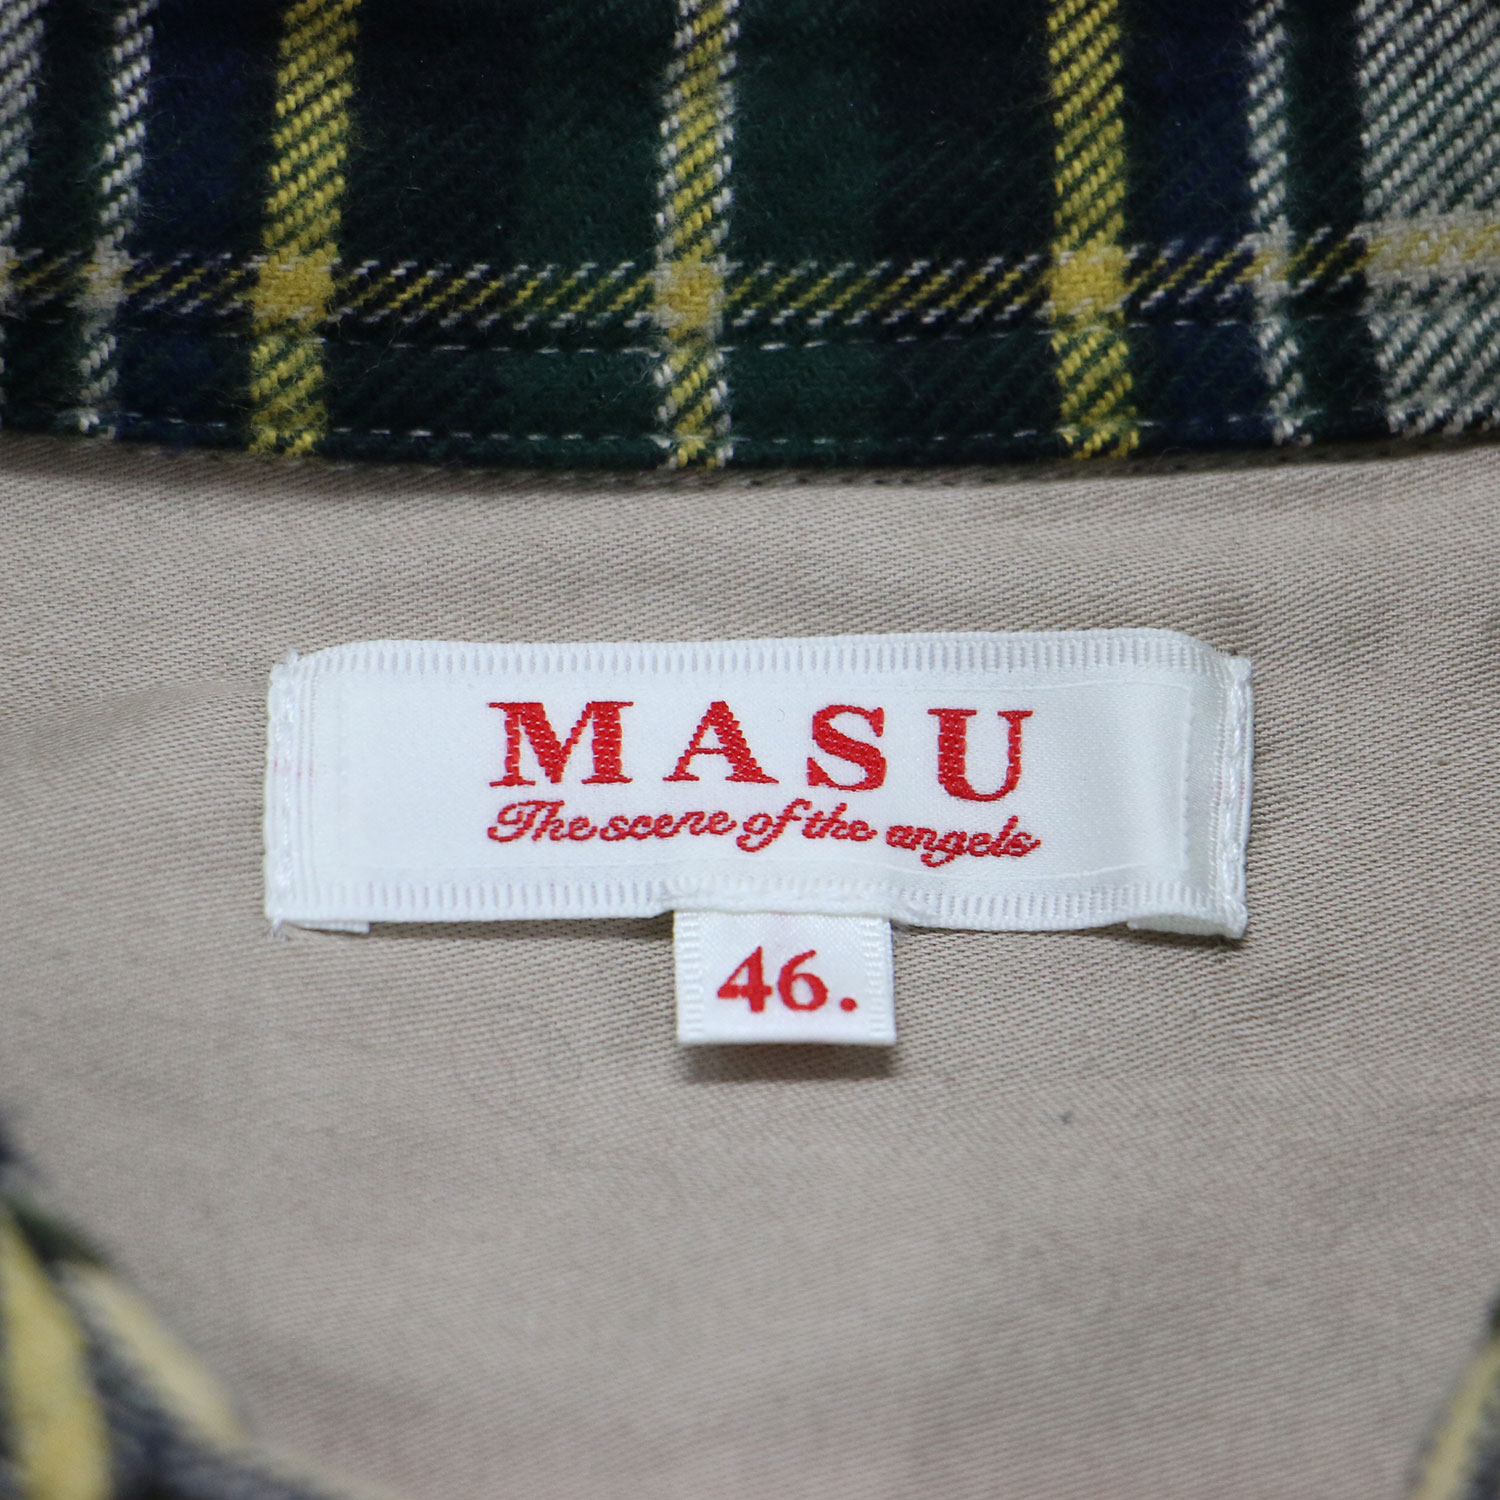 MASU
The scene of the angels
46.